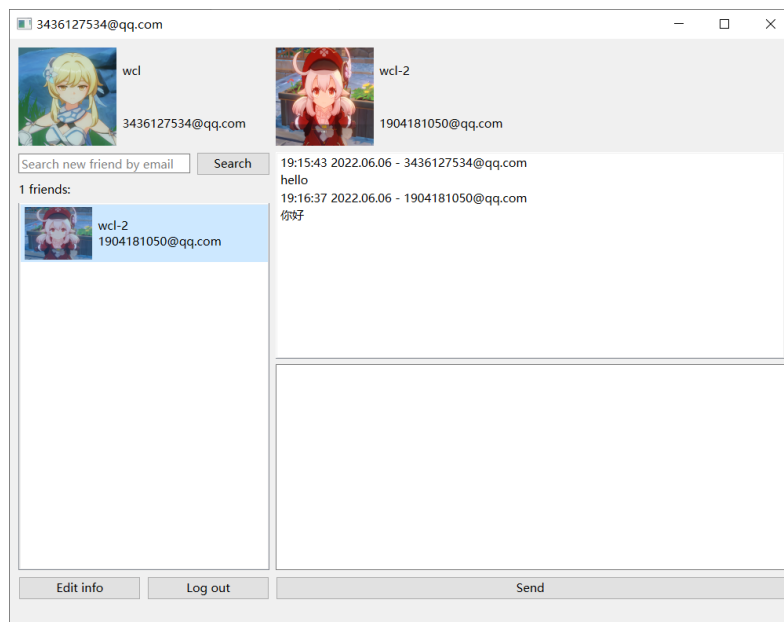 3436127534@qq.com
wcl
3436127534@qq.com
wcl-2
1904181050@qq.com
Search new friend by email
Search
1 friends:
wcl-2
1904181050@qq.com
19:15:43 2022.06.06 - 3436127534@qq.com
hello
19:16:37 2022.06.06 - 1904181050@qq.com
你好
Edit info
Log out
Send